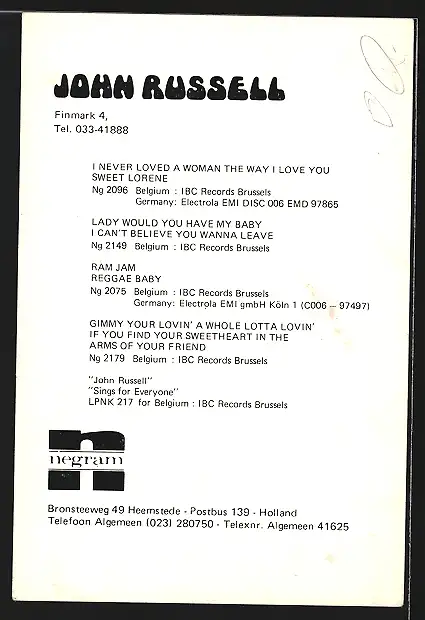 JOHN RUSSELL
Finmark 4,
Tel. 033-41888
I NEVER LOVED A WOMAN THE WAY I LOVE YOU
SWEET LORENE
Ng 2096 Belgium : IBC Records Brussels
Germany: Electrola EMI DISC 006 EMD 97865
LADY WOULD YOU HAVE MY BABY
I CAN'T BELIEVE YOU WANNA LEAVE
Ng 2149 Belgium : IBC Records Brussels
RAM JAM
REGGAE BABY
Ng 2075 Belgium : IBC Records Brussels
Germany: Electrola EMI gmbH Köln 1 (C006 – 97497)
GIMMY YOUR LOVIN' A WHOLE LOTTA LOVIN'
IF YOU FIND YOUR SWEETHEART IN THE
ARMS OF YOUR FRIEND
Ng 2179 Belgium : IBC Records Brussels
"John Russell"
"Sings for Everyone"
LPNK 217 for Belgium : IBC Records Brussels
negram
Bronsteeweg 49 Heemstede - Postbus 139 - Holland
Telefoon Algemeen (023) 280750 - Telexnr. Algemeen 41625